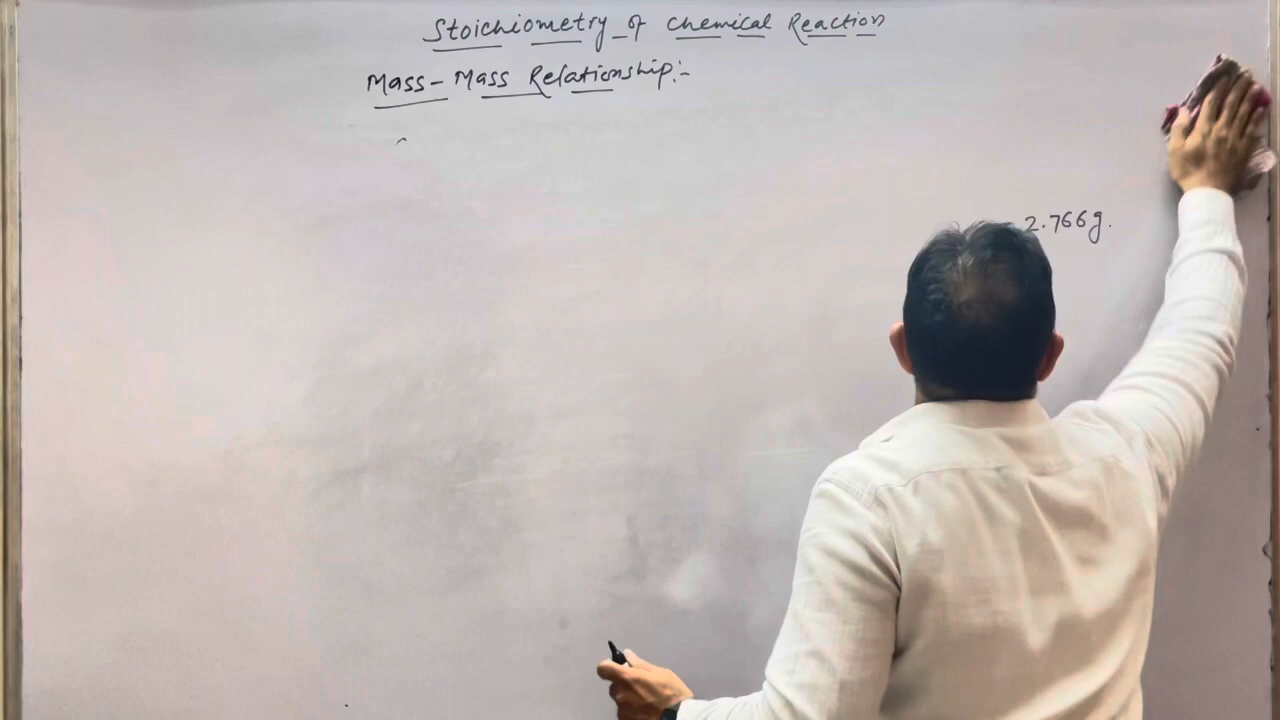 Stoichiometry of Chemical Reaction
Mass-Mass Relationship:-
2.766g.